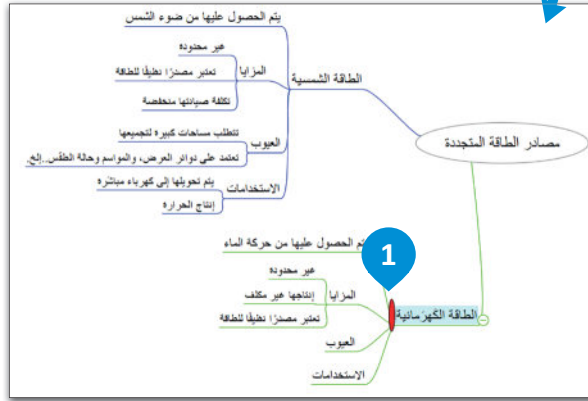 يتم الحصول عليها من ضوء الشمس
غير محدودة
المزايا
تعتبر مصدرًا نظيفًا للطاقة
تكلفة صيانتها منخفضة
الطاقة الشمسية
العيوب
تتطلب مساحات كبيرة لتجميعها
تعتمد على دوائر العرض، والمواسم وحالة الطقس..إلخ.
الاستخدامات
يتم تحويلها إلى كهرباء مباشرة
إنتاج الحرارة
مصادر الطاقة المتجددة
يتم الحصول عليها من حركة الماء
1
غير محدودة
المزايا
إنتاجها غير مكلف
تعتبر مصدرًا نظيفًا للطاقة
الطاقة الكهرمائية
العيوب
الاستخدامات